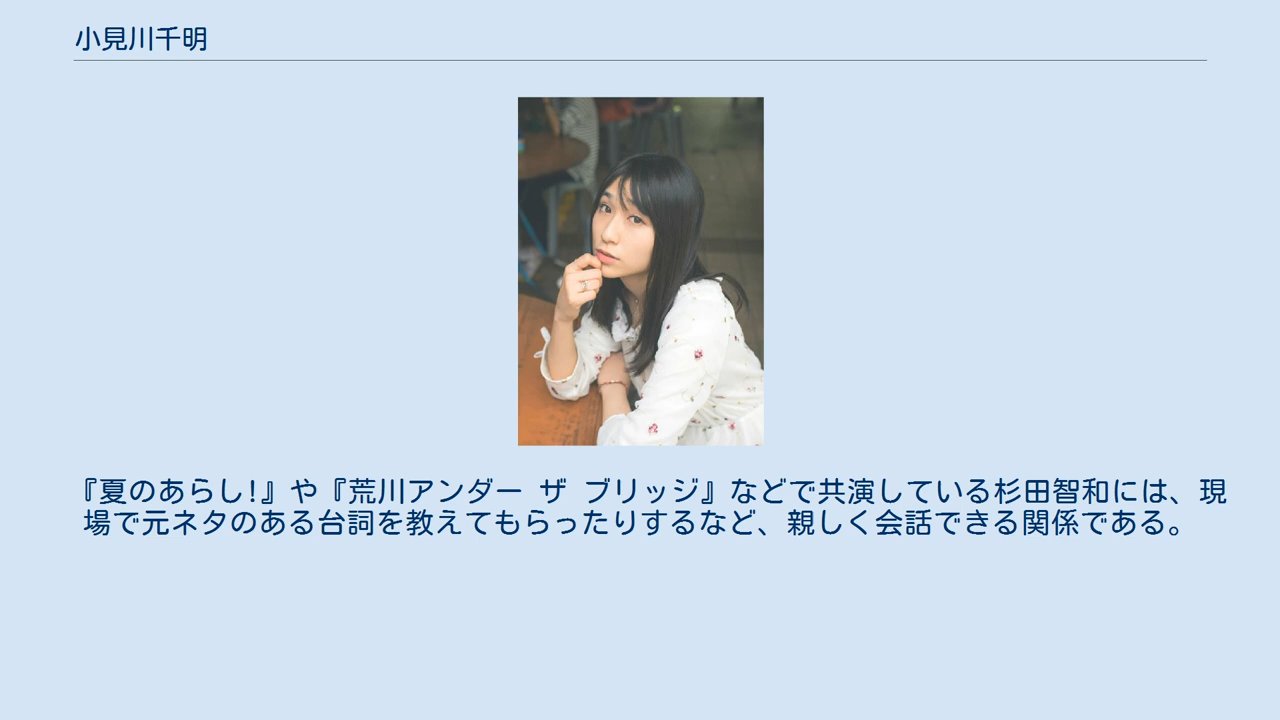 小見川千明
『夏のあらし!』や『荒川アンダー ザ ブリッジ』などで共演している杉田智和には、現
場で元ネタのある台詞を教えてもらったりするなど、親しく会話できる関係である。